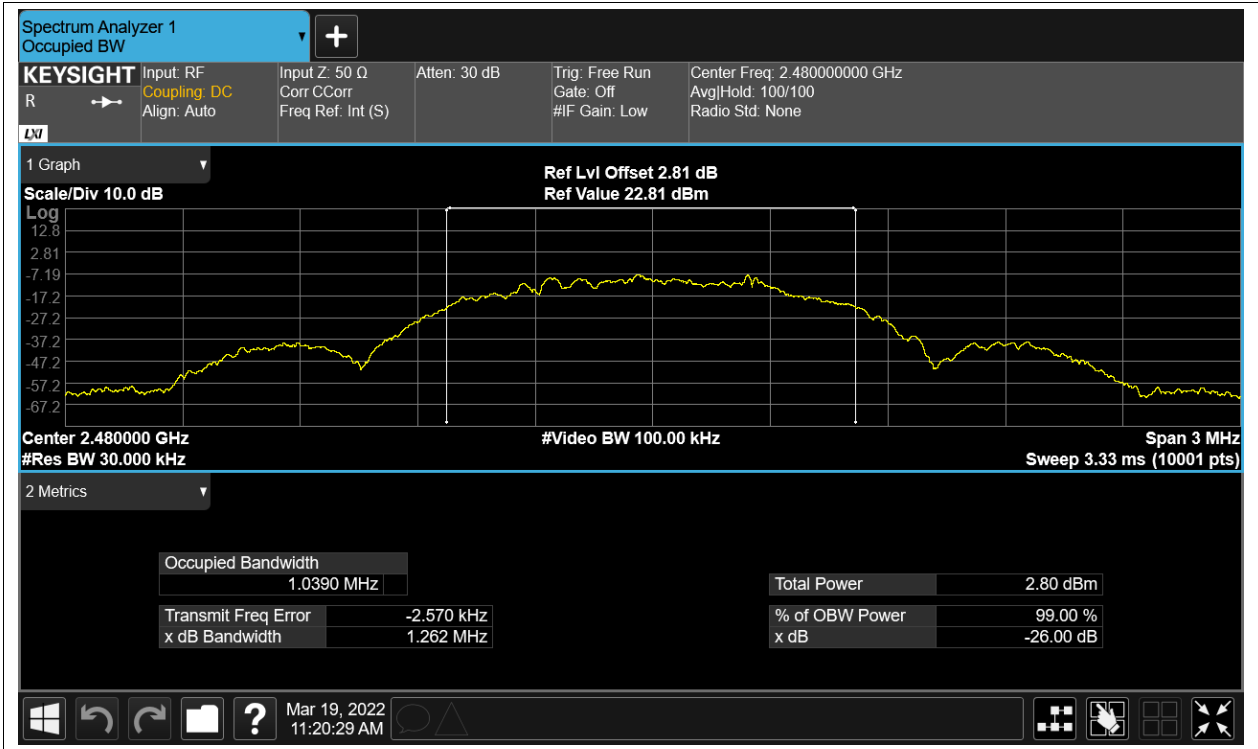 Spectrum Analyzer 1
Occupied BW
KEYSIGHT
R
LXI
Input: RF
Coupling: DC
Align: Auto
Input Z: 50 Ω
Corr CCorr
Freq Ref: Int (S)
Atten: 30 dB
Trig: Free Run
Gate: Off
#IF Gain: Low
Center Freq: 2.480000000 GHz
Avg|Hold: 100/100
Radio Std: None
1 Graph
Scale/Div 10.0 dB
Ref Lvl Offset 2.81 dB
Ref Value 22.81 dBm
Log
12.8
2.81
-7.19
-17.2
-27.2
-37.2
-47.2
-57.2
-67.2
Center 2.480000 GHz
#Video BW 100.00 kHz
Span 3 MHz
#Res BW 30.000 kHz
Sweep 3.33 ms (10001 pts)
2 Metrics
Occupied Bandwidth
1.0390 MHz
Transmit Freq Error -2.570 kHz
x dB Bandwidth 1.262 MHz
Total Power 2.80 dBm
% of OBW Power 99.00 %
x dB -26.00 dB
?
Mar 19, 2022
11:20:29 AM